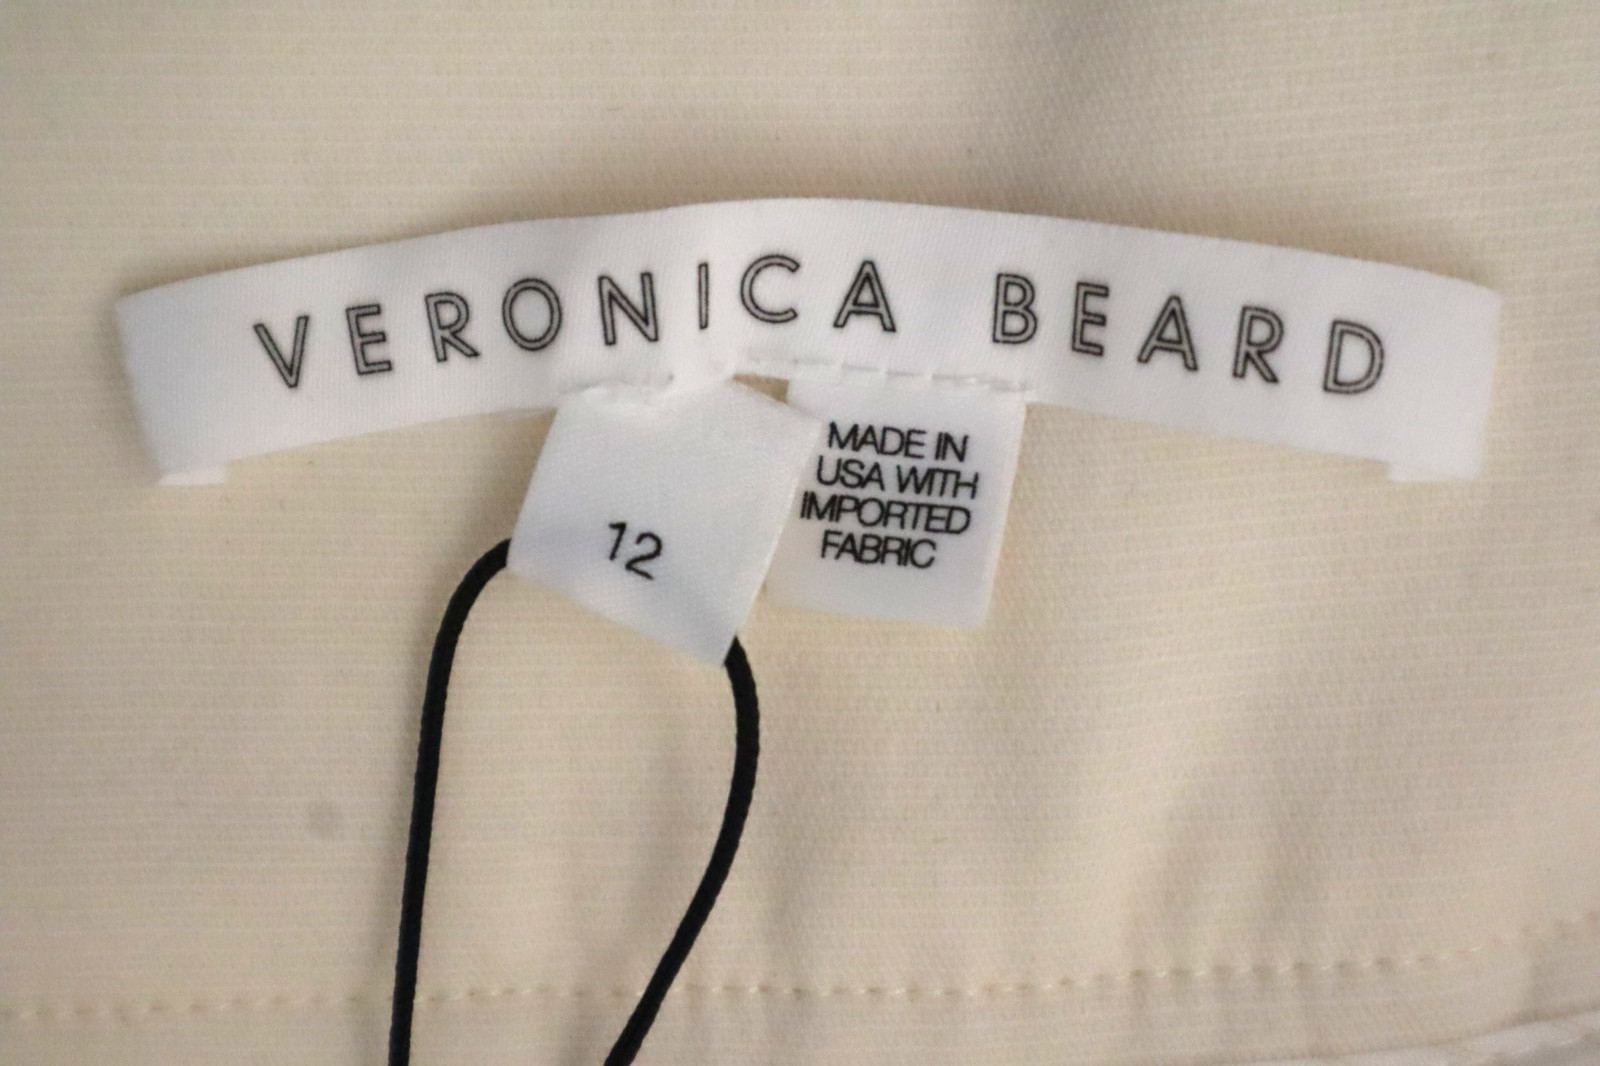 VERONICA BEARD
12
MADE IN
USA WITH
IMPORTED
FABRIC